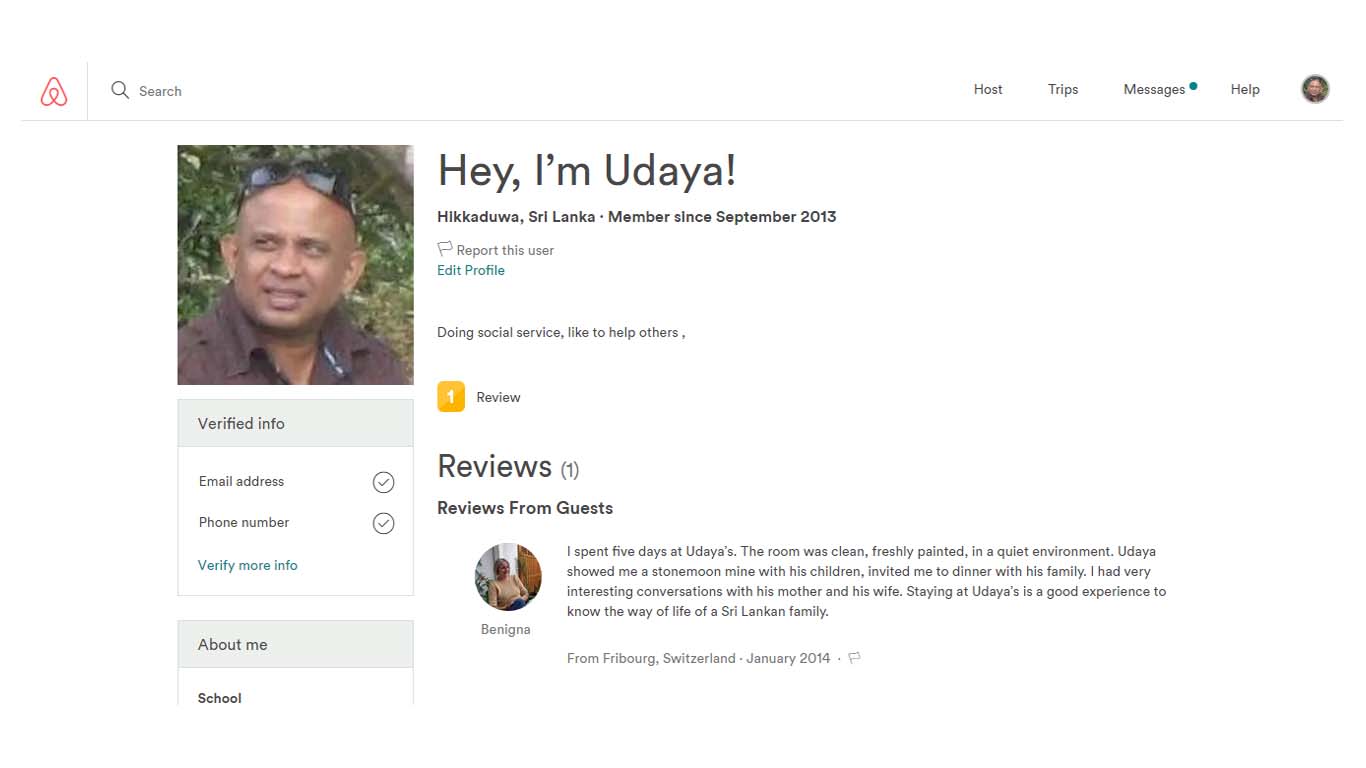 Search
Host
Trips
Messages
Help
Hey, I'm Udaya!
Hikkaduwa, Sri Lanka · Member since September 2013
Report this user
Edit Profile
Doing social service, like to help others ,
1 Review
Verified info
Email address
Phone number
Verify more info
About me
School
Reviews (1)
Reviews From Guests
I spent five days at Udaya's. The room was clean, freshly painted, in a quiet environment. Udaya
showed me a stonemoon mine with his children, invited me to dinner with his family. I had very
interesting conversations with his mother and his wife. Staying at Udaya's is a good experience to
know the way of life of a Sri Lankan family.
Benigna
From Fribourg, Switzerland · January 2014 ·